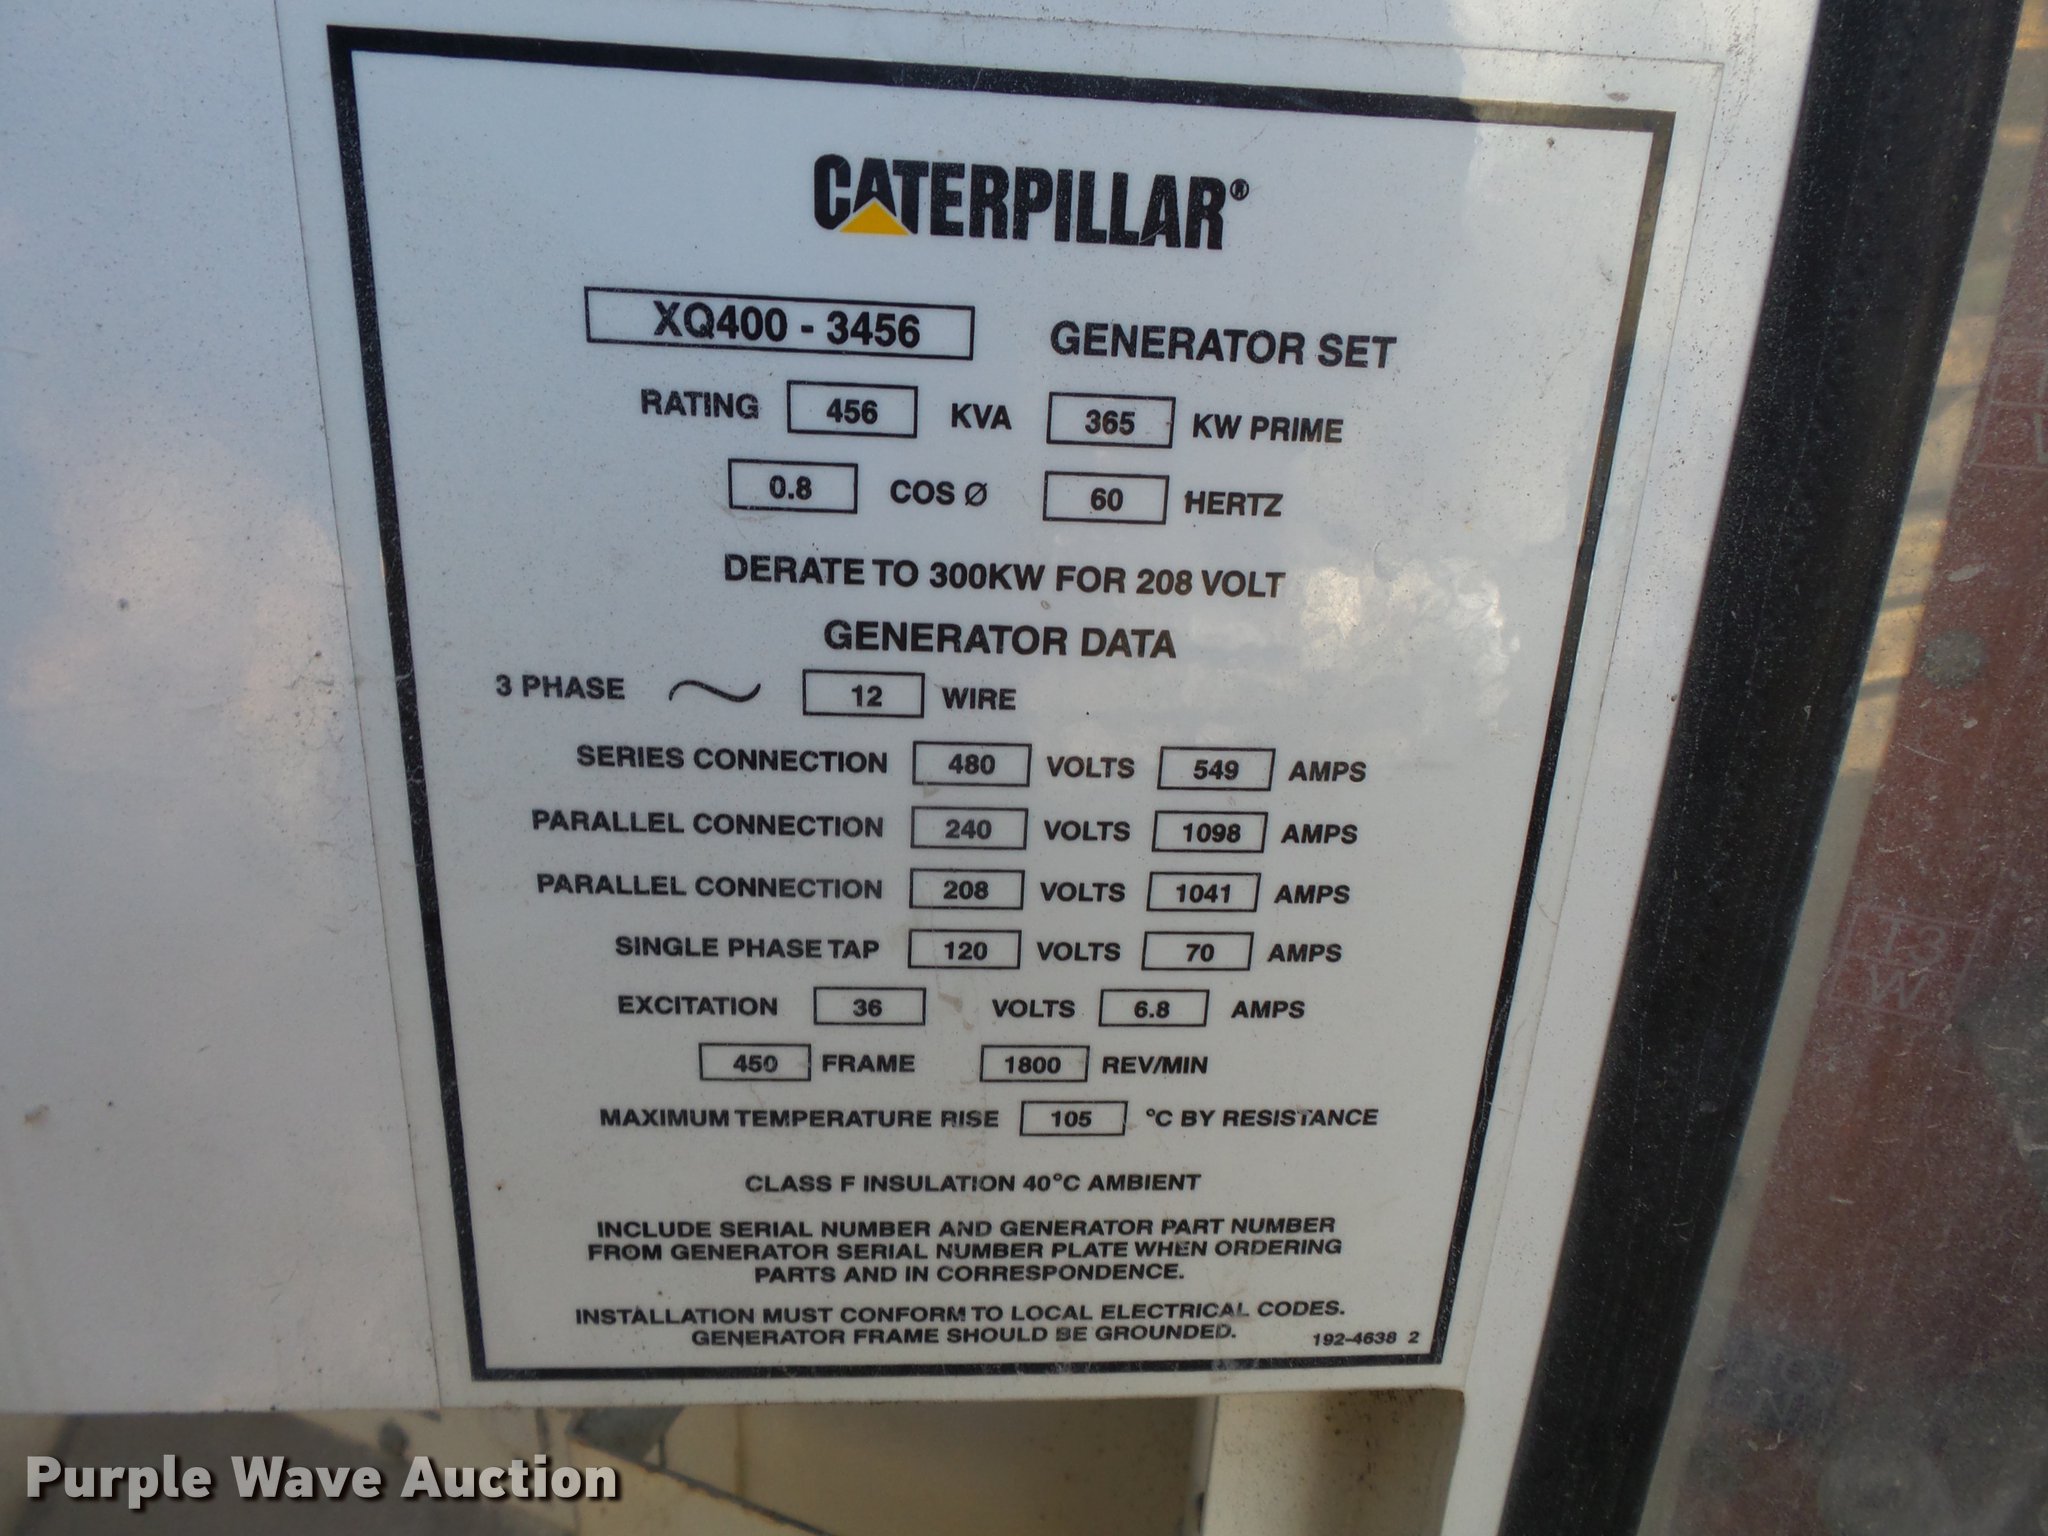 CATERPILLAR®
XQ400 - 3456 GENERATOR SET
RATING 456 KVA 365 KW PRIME
0.8 COS Ø 60 HERTZ
DERATE TO 300KW FOR 208 VOLT
GENERATOR DATA
3 PHASE ~ 12 WIRE
SERIES CONNECTION 480 VOLTS 549 AMPS
PARALLEL CONNECTION 240 VOLTS 1098 AMPS
PARALLEL CONNECTION 208 VOLTS 1041 AMPS
SINGLE PHASE TAP 120 VOLTS 70 AMPS
EXCITATION 36 VOLTS 6.8 AMPS
450 FRAME 1800 REV/MIN
MAXIMUM TEMPERATURE RISE 105 °C BY RESISTANCE
CLASS F INSULATION 40°C AMBIENT
INCLUDE SERIAL NUMBER AND GENERATOR PART NUMBER
FROM GENERATOR SERIAL NUMBER PLATE WHEN ORDERING
PARTS AND IN CORRESPONDENCE.
INSTALLATION MUST CONFORM TO LOCAL ELECTRICAL CODES.
GENERATOR FRAME SHOULD BE GROUNDED.
192-4638 2
T3
W
Purple Wave Auction